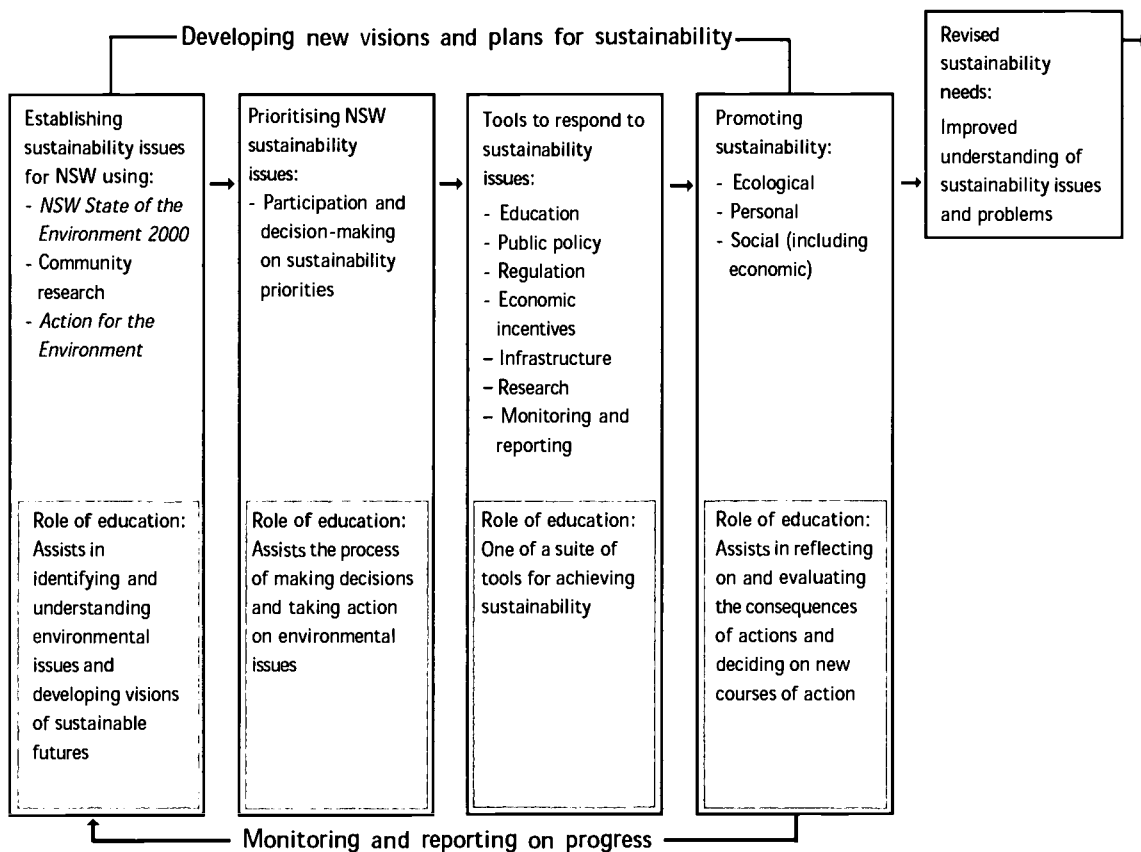 Developing new visions and plans for sustainability
Establishing
sustainability issues
for NSW using:
- NSW State of the
Environment 2000
- Community
research
- Action for the
Environment
Role of education:
Assists in
identifying and
understanding
environmental
issues and
developing visions
of sustainable
futures
Prioritising NSW
sustainability
issues:
- Participation and
decision-making
on sustainability
priorities
Role of education:
Assists the process
of making decisions
and taking action
on environmental
issues
Tools to respond to
sustainability
issues:
- Education
- Public policy
- Regulation
- Economic
incentives
– Infrastructure
– Research
– Monitoring and
reporting
Role of education:
One of a suite of
tools for achieving
sustainability
Promoting
sustainability:
- Ecological
- Personal
- Social (including
economic)
Role of education:
Assists in reflecting
on and evaluating
the consequences
of actions and
deciding on new
courses of action
Revised
sustainability
needs:
Improved
understanding of
sustainability issues
and problems
Monitoring and reporting on progress